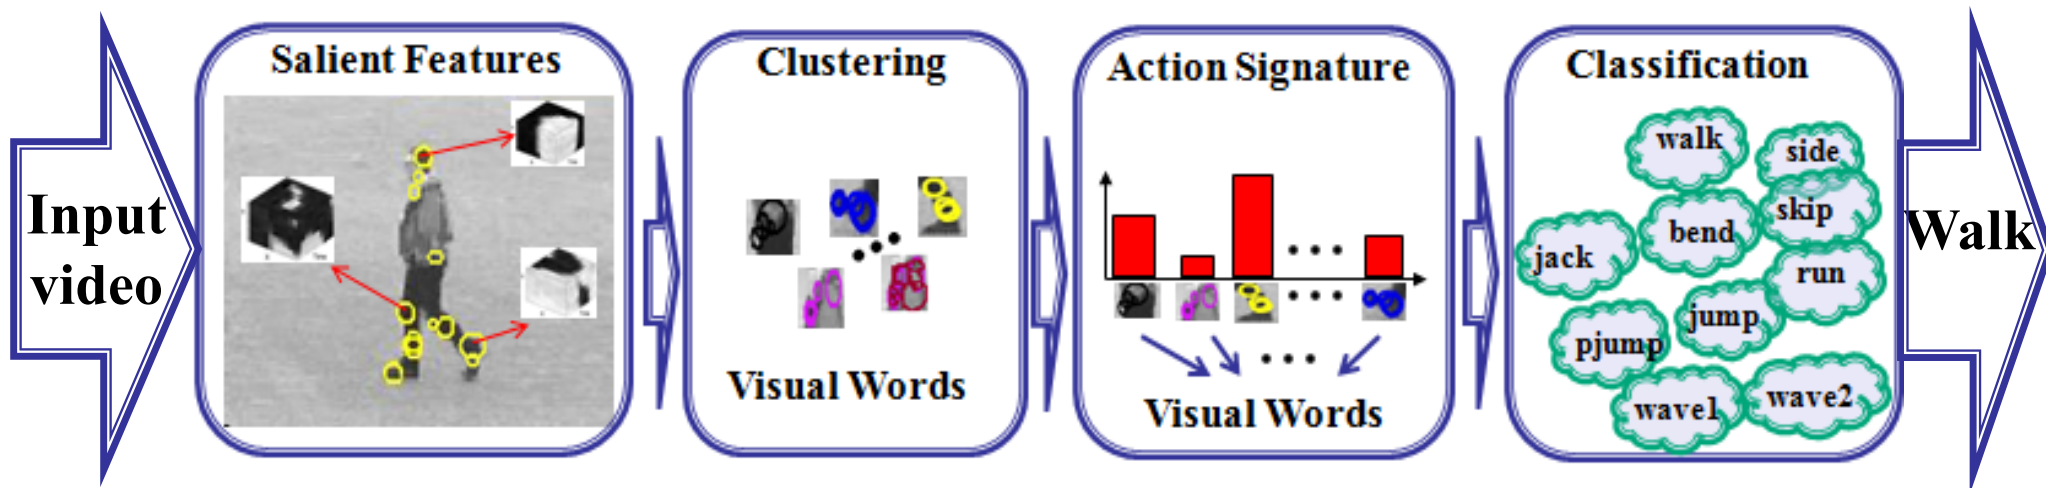 Input
video
Salient Features
Clustering
Visual Words
Action Signature
Visual Words
Classification
walk
side
skip
bend
jack
run
jump
pjump
wave1
wave2
Walk